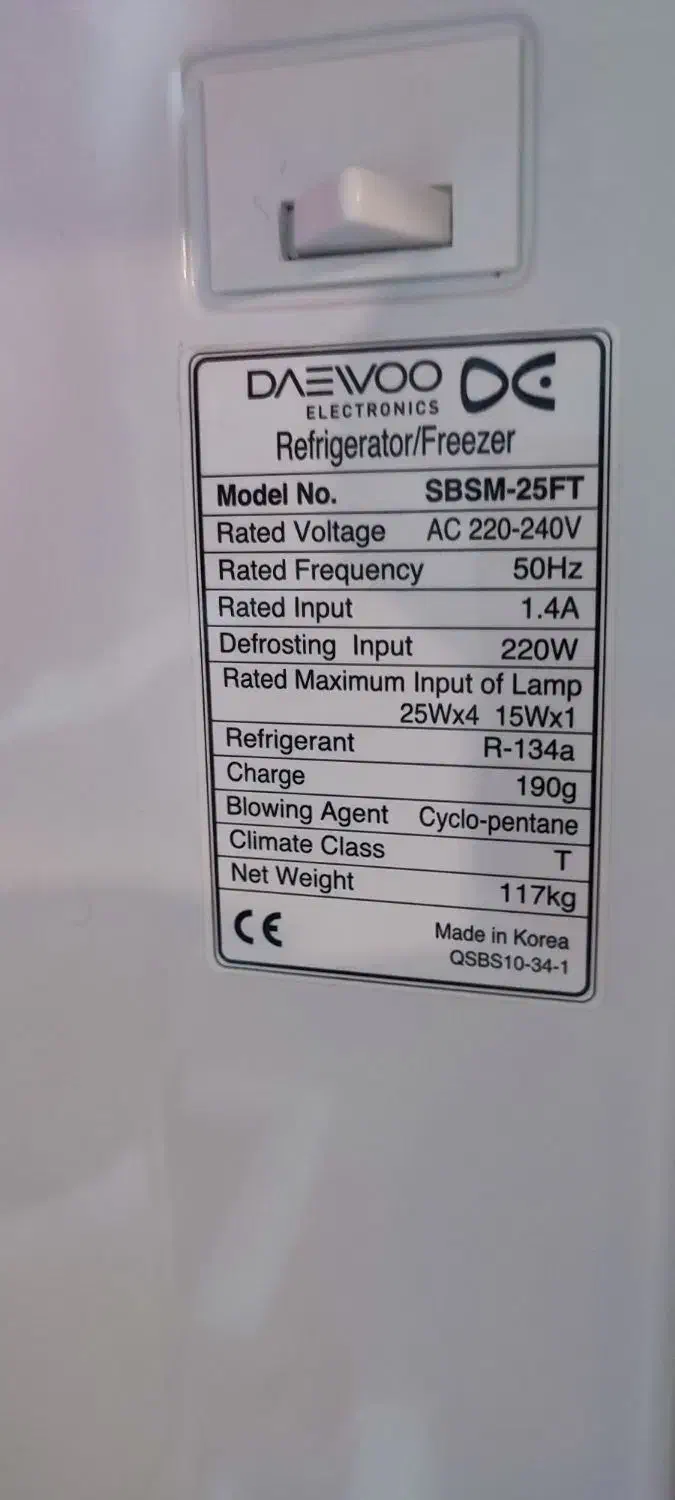 DAEWOO
ELECTRONICS
Refrigerator/Freezer
Model No. SBSM-25FT
Rated Voltage AC 220-240V
Rated Frequency 50Hz
Rated Input 1.4A
Defrosting Input 220W
Rated Maximum Input of Lamp
25Wx4 15Wx1
Refrigerant R-134a
Charge 190g
Blowing Agent Cyclo-pentane
Climate Class T
Net Weight 117kg
CE Made in Korea
QSBS10-34-1